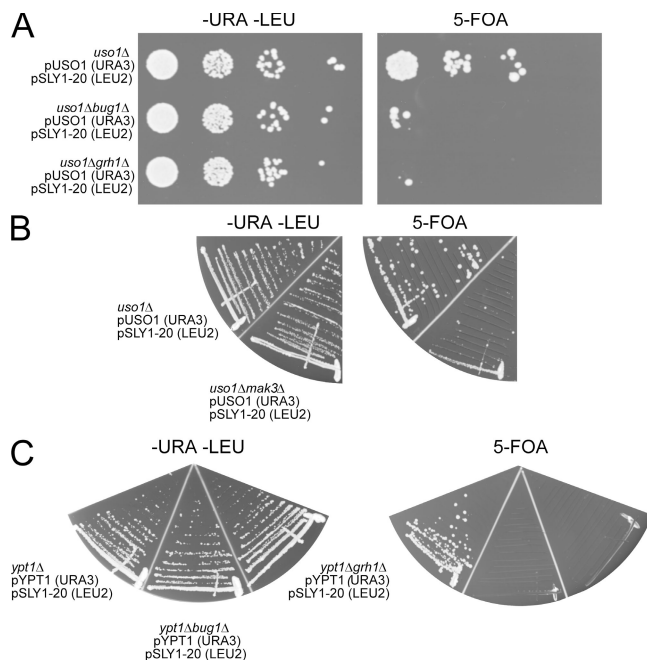 A
-URA -LEU
5-FOA
uso1Δ
pUSO1 (URA3)
pSLY1-20 (LEU2)
uso1Δbug1Δ
pUSO1 (URA3)
pSLY1-20 (LEU2)
uso1Δgrh1Δ
pUSO1 (URA3)
pSLY1-20 (LEU2)
B
-URA -LEU
5-FOA
uso1Δ
pUSO1 (URA3)
pSLY1-20 (LEU2)
uso1Δmak3Δ
pUSO1 (URA3)
pSLY1-20 (LEU2)
C
-URA -LEU
5-FOA
ypt1Δ
pYPT1 (URA3)
pSLY1-20 (LEU2)
ypt1Δbug1Δ
pYPT1 (URA3)
pSLY1-20 (LEU2)
ypt1Δgrh1Δ
pYPT1 (URA3)
pSLY1-20 (LEU2)